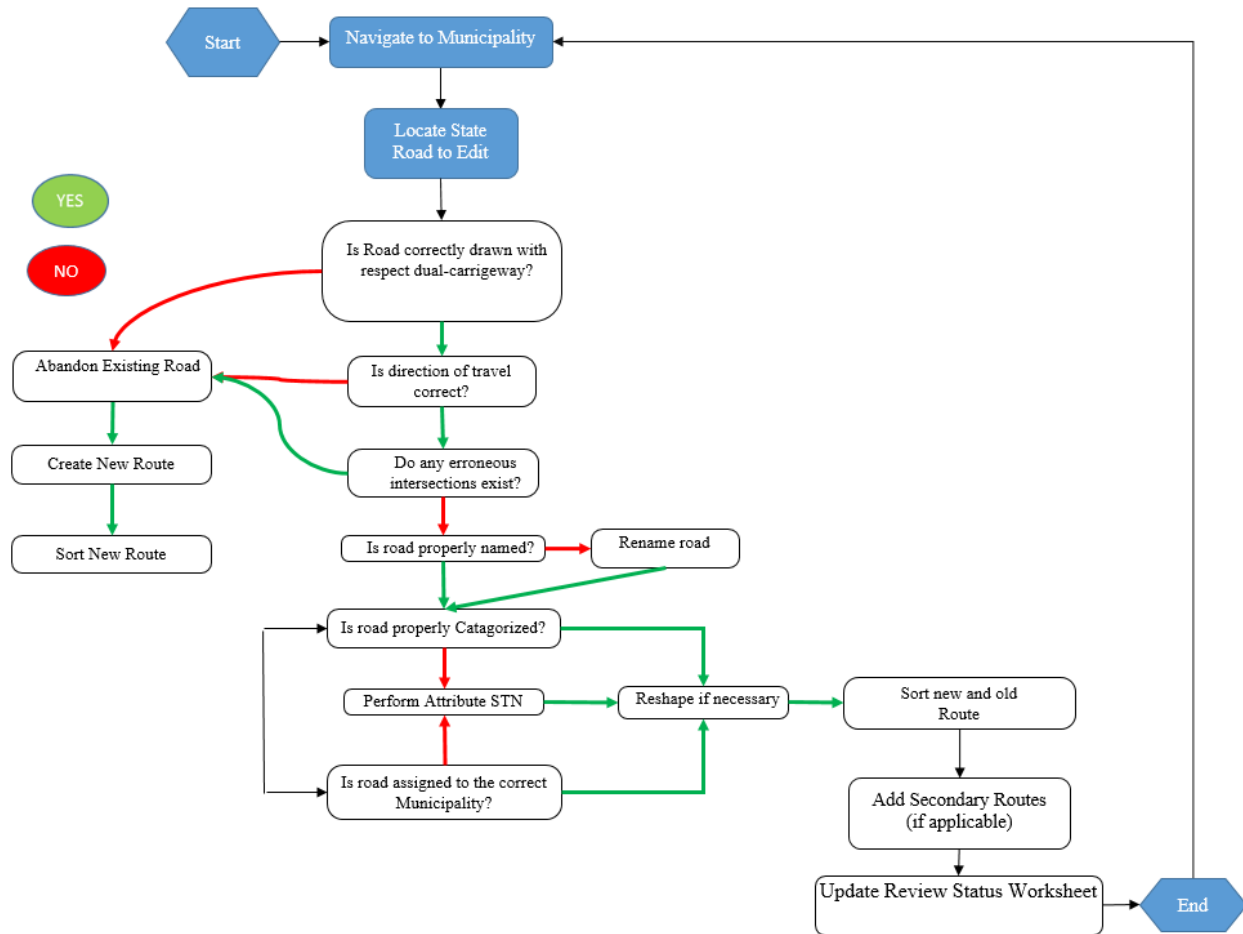 Start
Navigate to Municipality
Locate State
Road to Edit
YES
NO
Is Road correctly drawn with
respect dual-carrigeway?
Abandon Existing Road
Is direction of travel
correct?
Create New Route
Do any erroneous
intersections exist?
Sort New Route
Is road properly named?
Rename road
Is road properly Catagorized?
Perform Attribute STN
Reshape if necessary
Sort new and old
Route
Is road assigned to the correct
Municipality?
Add Secondary Routes
(if applicable)
Update Review Status Worksheet
End